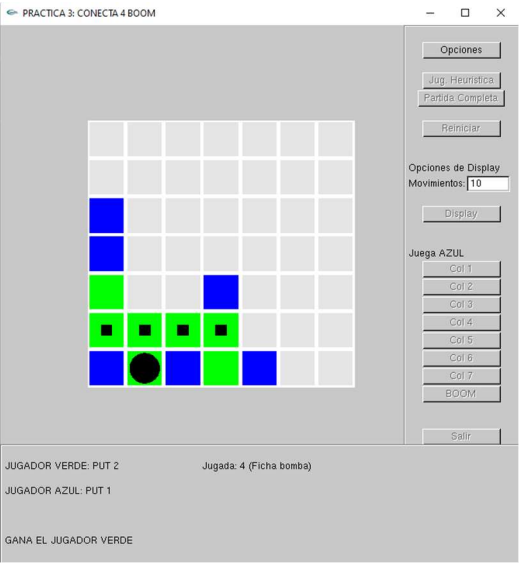 PRACTICA 3: CONECTA 4 BOOM
Opciones
Jug. Heuristica
Partida Completa
Reiniciar
Opciones de Display
Movimientos: 10
Display
Juega AZUL
Col 1
Col 2
Col 3
Col 4
Col 5
Col 6
Col 7
BOOM
Salir
JUGADOR VERDE: PUT 2 Jugada: 4 (Ficha bomba)
JUGADOR AZUL: PUT 1
GANA EL JUGADOR VERDE